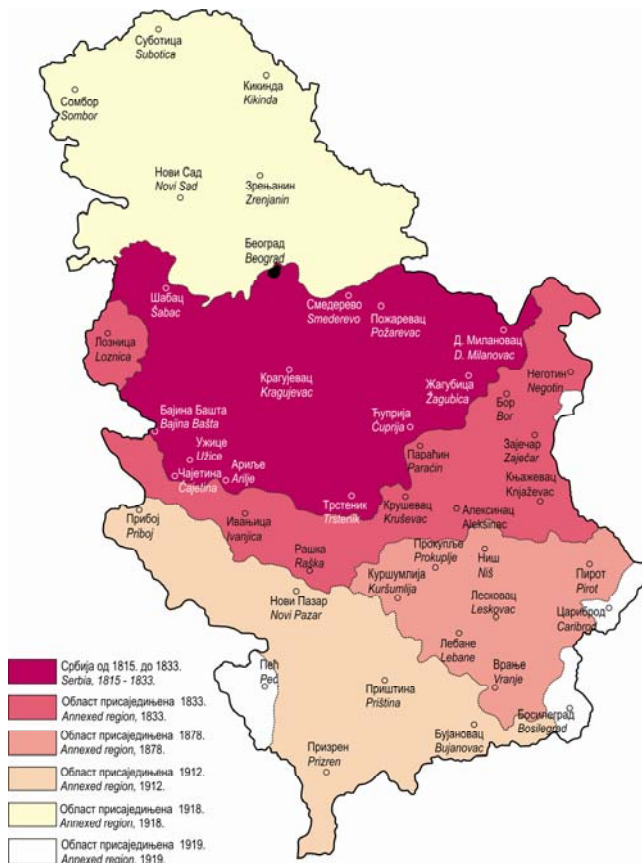 Суботица
Subotica
Кикинда
Kikinda
Сомбор
Sombor
Нови Сад
Novi Sad
Зрењанин
Zrenjanin
Београд
Beograd
Шабац
Šabac
Смедерево
Smederevo
Пожаревац
Požarevac
Лозница
Loznica
Д. Милановац
D. Milanovac
Крагујевац
Kragujevac
Жагубица
Žagubica
Неготин
Negotin
Бор
Bor
Бајина Башта
Bajina Bašta
Ћуприја
Ćuprija
Ужице
Užice
Параћин
Paraćin
Зајечар
Zaječar
Чајетина
Čajetina
Ариље
Arilje
Књажевац
Knjaževac
Трстеник
Trstenik
Крушевац
Kruševac
Алексинац
Aleksinac
Прибој
Priboj
Ивањица
Ivanjica
Рашка
Raška
Прокупље
Prokuplje
Ниш
Niš
Куршумлија
Kuršumlija
Пирот
Pirot
Нови Пазар
Novi Pazar
Лесковац
Leskovac
Цариброд
Caribrod
Лебане
Lebane
Пећ
Peć
Врање
Vranje
Приштина
Priština
Босилеград
Bosilegrad
Бујановац
Bujanovac
Призрен
Prizren
Србија од 1815. до 1833.
Serbia, 1815 - 1833.
Област присаједињена 1833.
Annexed region, 1833.
Област присаједињена 1878.
Annexed region, 1878.
Област присаједињена 1912.
Annexed region, 1912.
Област присаједињена 1918.
Annexed region, 1918.
Област присаједињена 1919.
Annexed region, 1919.